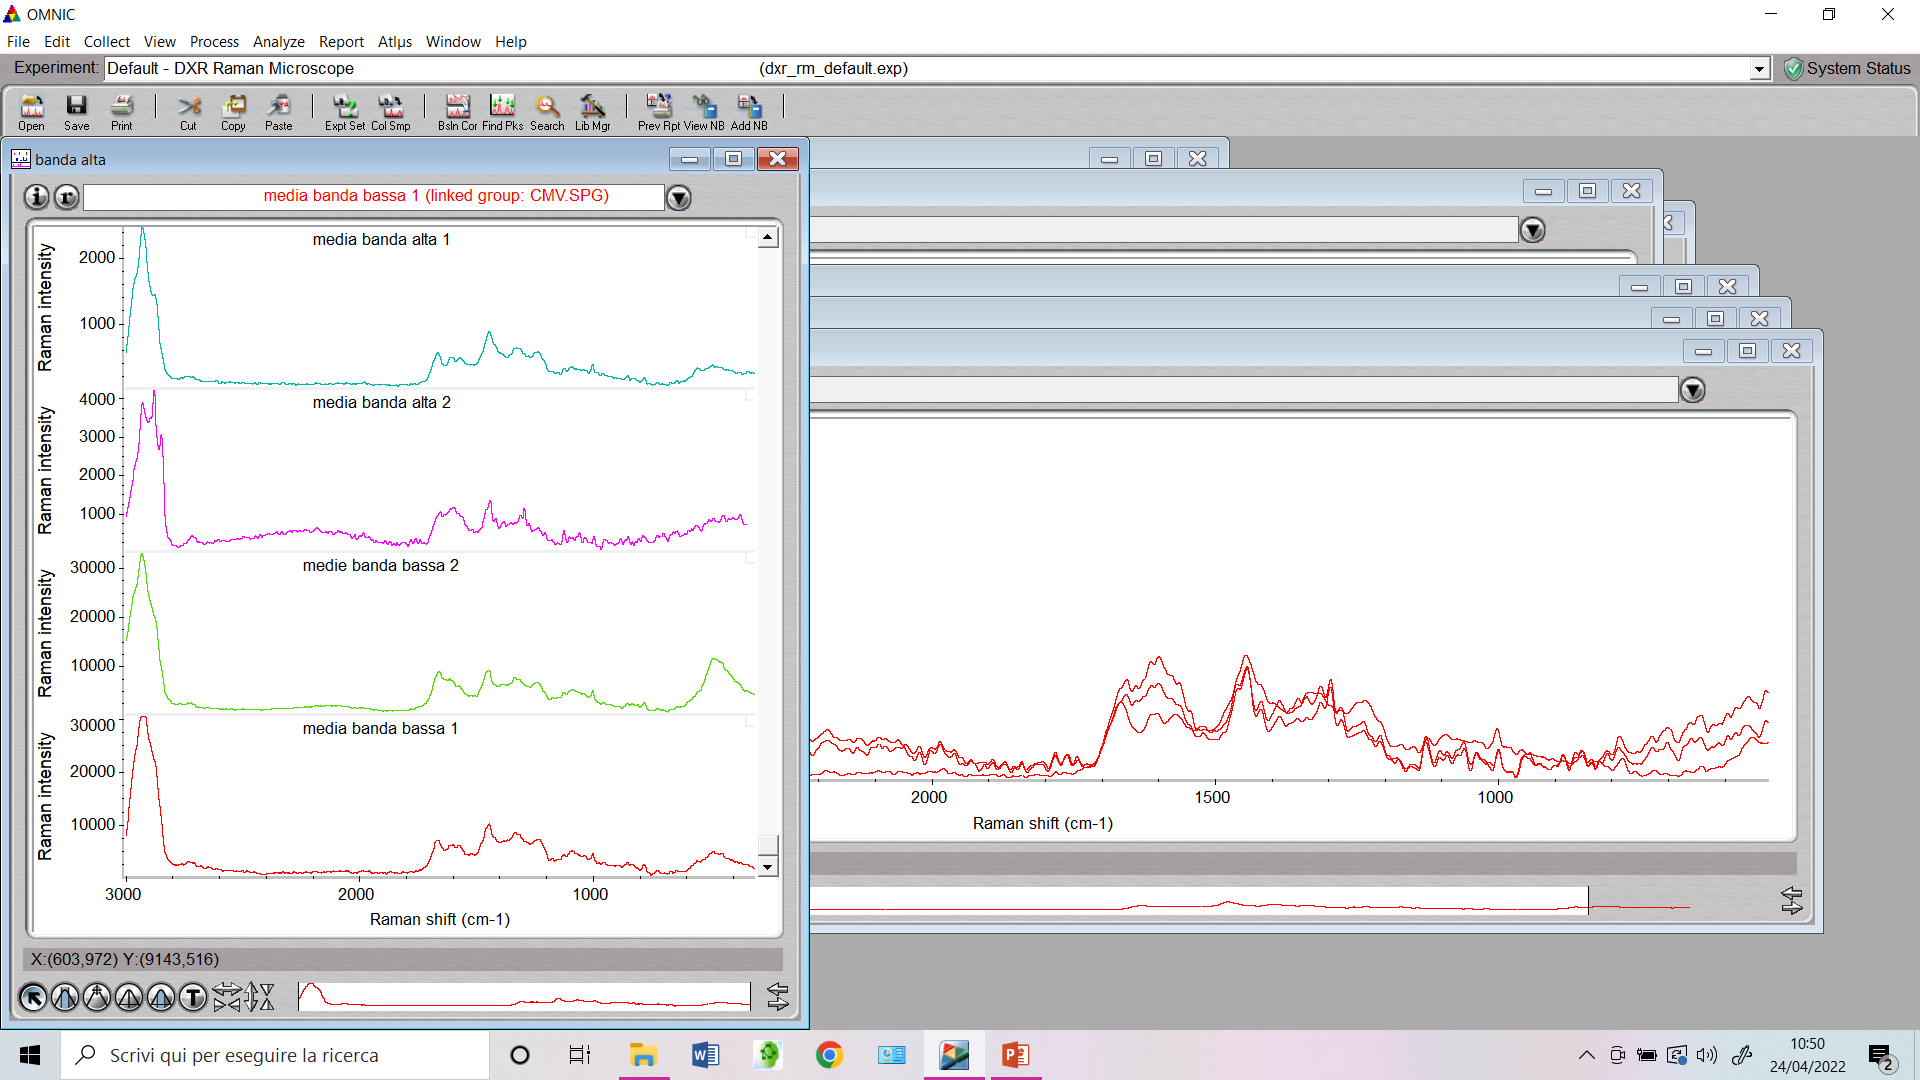 OMNIC
File Edit Collect View Process Analyze Report Atlµs Window Help
Experiment: Default - DXR Raman Microscope (dxr_rm_default.exp) System Status
Open Save Print Cut Copy Paste Expt Set Col Smp Bsln Cor Find Pks Search Lib Mgr Prev Rpt View NB Add NB
banda alta
media banda bassa 1 (linked group: CMV.SPG)
media banda alta 1
2000
1000
Raman intensity
media banda alta 2
4000
3000
2000
1000
Raman intensity
medie banda bassa 2
30000
20000
10000
Raman intensity
media banda bassa 1
30000
20000
10000
Raman intensity
3000 2000 1000
Raman shift (cm-1)
2000 1500 1000
Raman shift (cm-1)
X:(603,972) Y:(9143,516)
T
Scrivi qui per eseguire la ricerca
10:50
24/04/2022
2